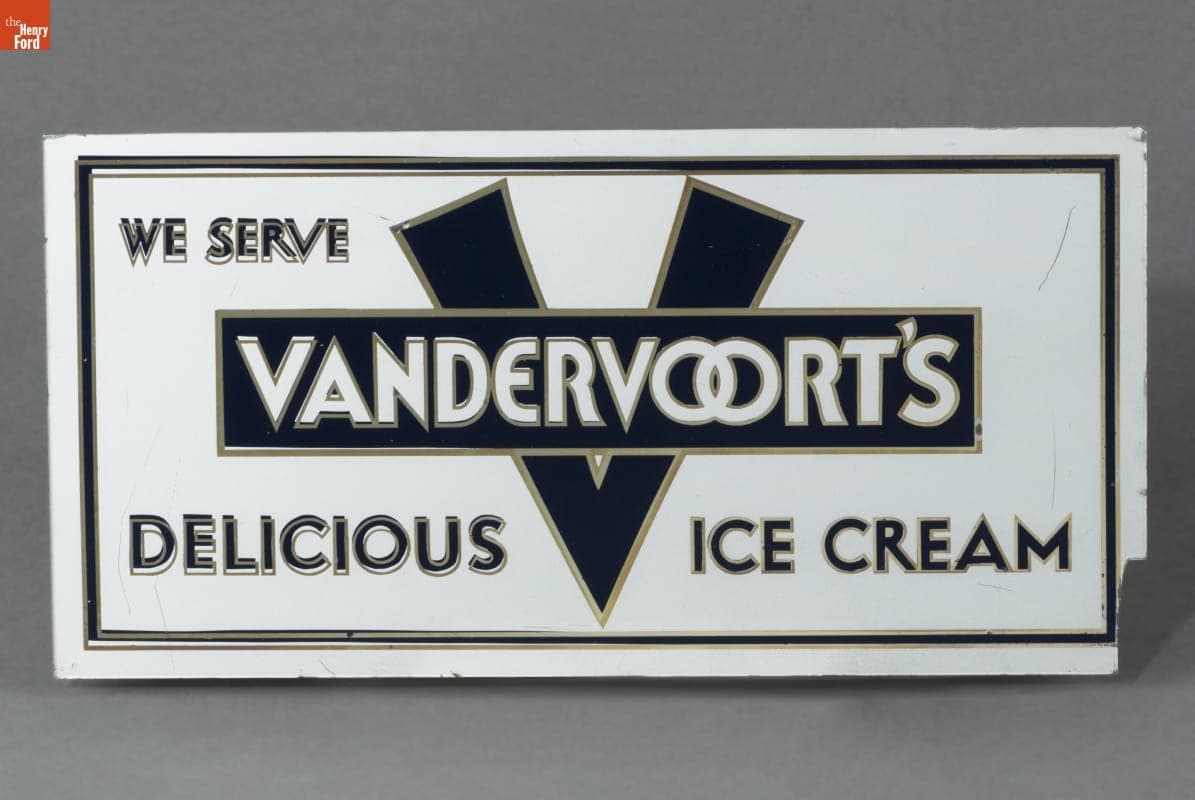 the
Henry
Ford
WE SERVE
VANDERVOORT'S
DELICIOUS ICE CREAM